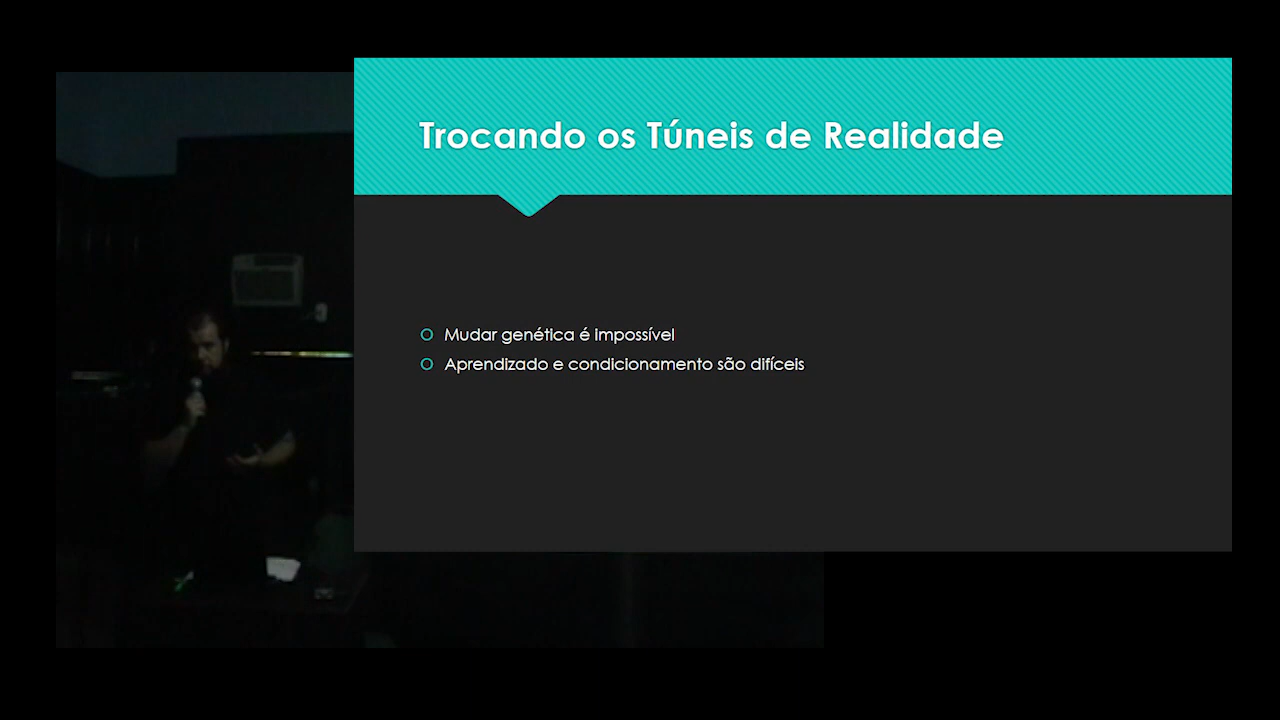 Trocando os Túneis de Realidade
Mudar genética é impossível
Aprendizado e condicionamento são difíceis